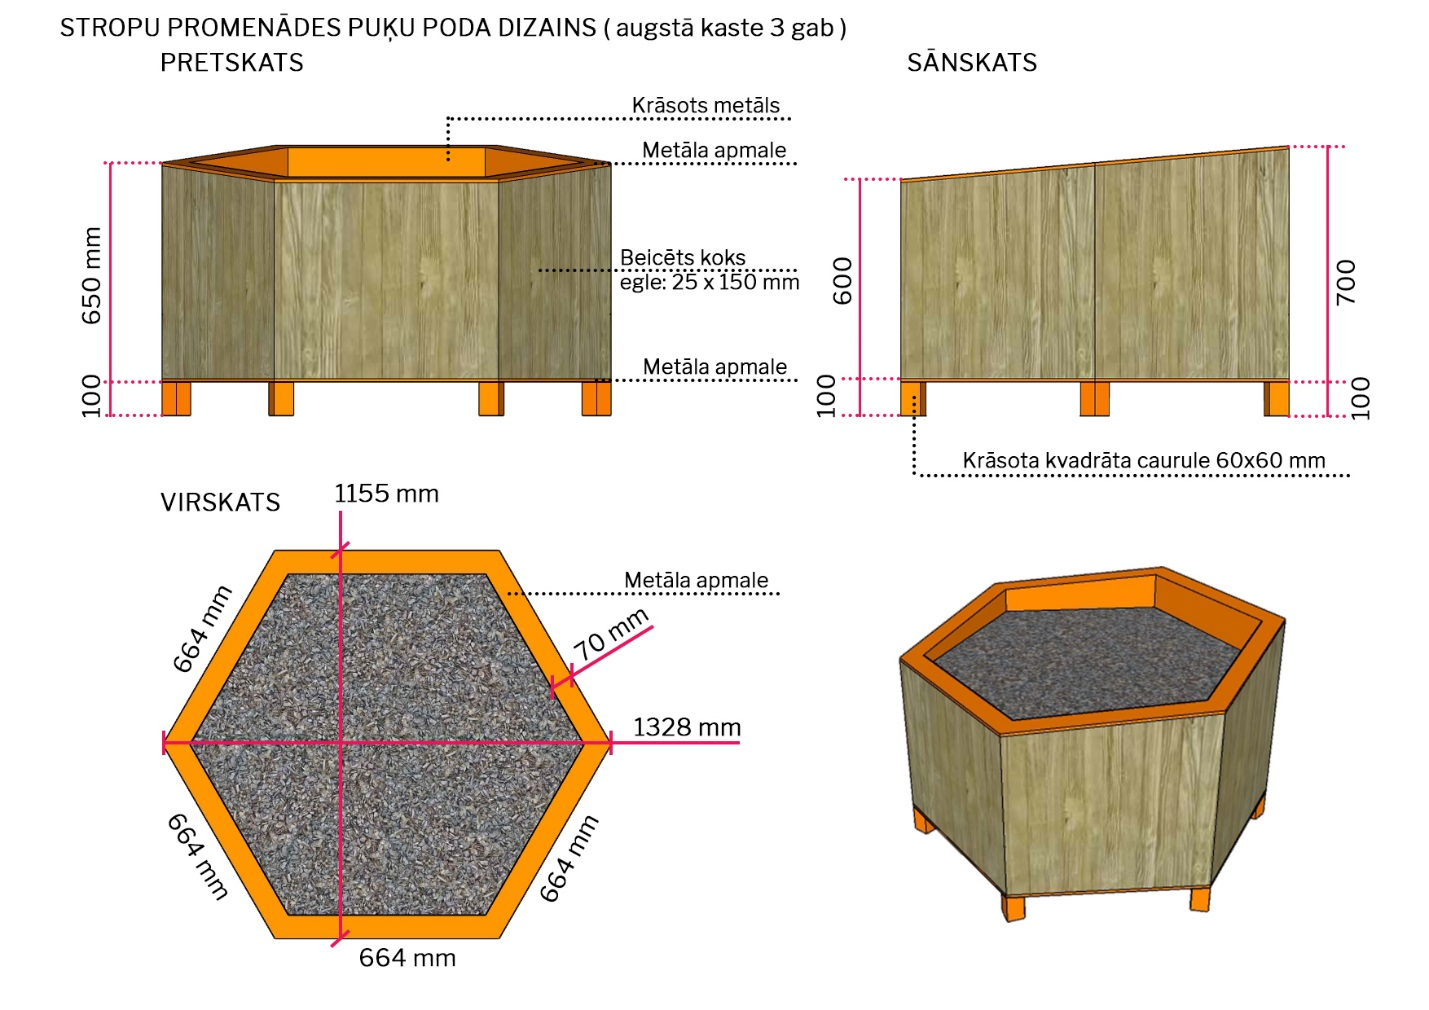 STROPU PROMENĀDES PUĶU PODA DIZAINS ( augstā kaste 3 gab )
PRETSKATS
SĀNSKATS
Krāsots metāls
Metāla apmale
650 mm
Beicēts koks
egle: 25 x 150 mm
600
700
Metāla apmale
100
100
100
Krāsota kvadrāta caurule 60x60 mm
VIRSKATS
1155 mm
Metāla apmale
664 mm
70 mm
1328 mm
664 mm
664 mm
664 mm